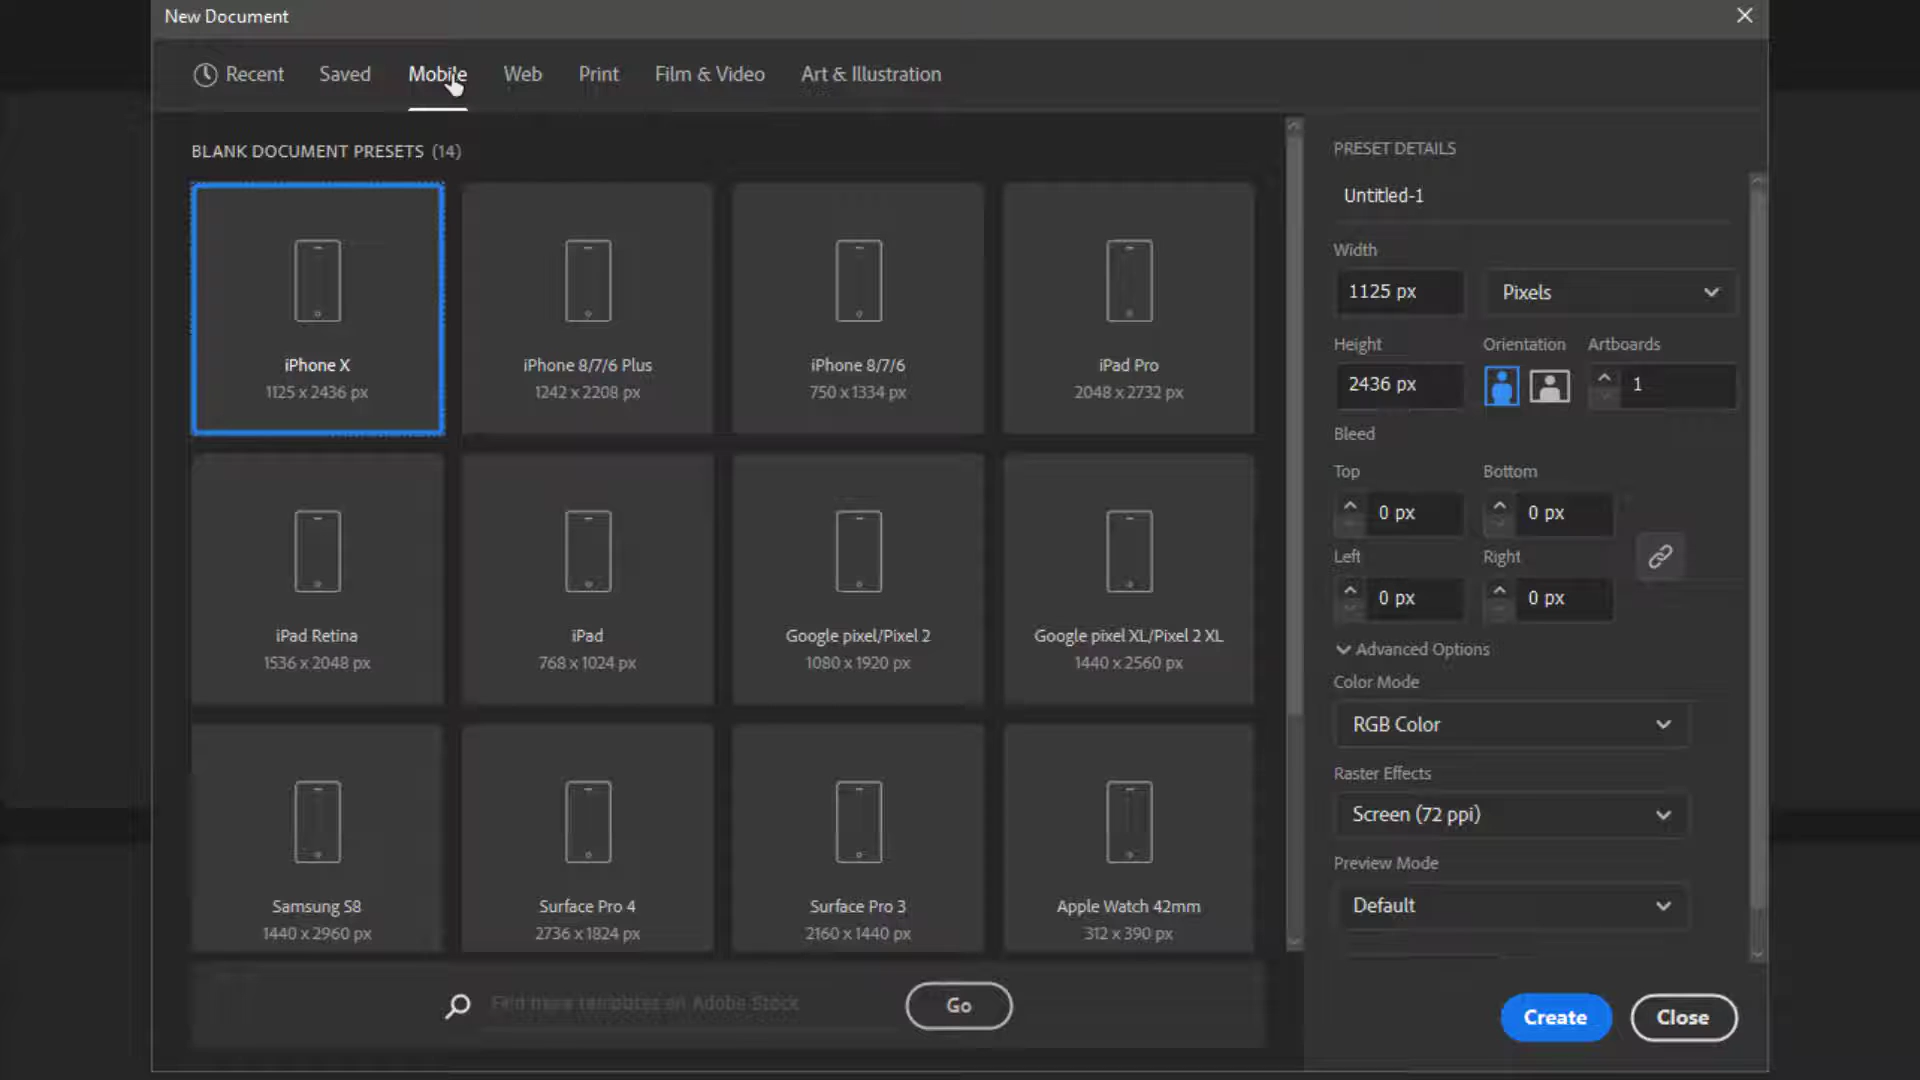 New Document
Recent Saved Mobile Web Print Film & Video Art & Illustration
BLANK DOCUMENT PRESETS (14)
iPhone X
1125 x 2436 px
iPhone 8/7/6 Plus
1242 x 2208 px
iPhone 8/7/6
750 x 1334 px
iPad Pro
2048 x 2732 px
iPad Retina
1536 x 2048 px
iPad
768 x 1024 px
Google pixel/Pixel 2
1080 x 1920 px
Google pixel XL/Pixel 2 XL
1440 x 2560 px
Samsung S8
1440 x 2960 px
Surface Pro 4
2736 x 1824 px
Surface Pro 3
2160 x 1440 px
Apple Watch 42mm
312 x 390 px
Find more templates on Adobe Stock
Go
PRESET DETAILS
Untitled-1
Width
1125 px Pixels
Height Orientation Artboards
2436 px 1
Bleed
Top Bottom
0 px 0 px
Left Right
0 px 0 px
Advanced Options
Color Mode
RGB Color
Raster Effects
Screen (72 ppi)
Preview Mode
Default
Create Close